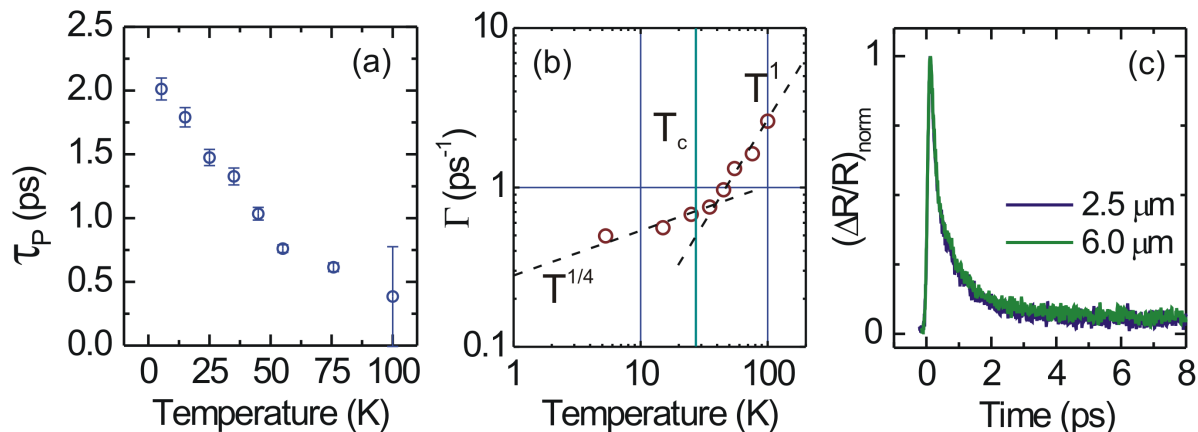 2.5
2.0
1.5
1.0
0.5
0.0
τP (ps)
(a)
0 25 50 75 100
Temperature (K)
10
1
0.1
Γ (ps-1)
(b)
T1
Tc
T1/4
1 10 100
Temperature (K)
1
0
(ΔR/R)norm
(c)
2.5 μm
6.0 μm
0 2 4 6 8
Time (ps)